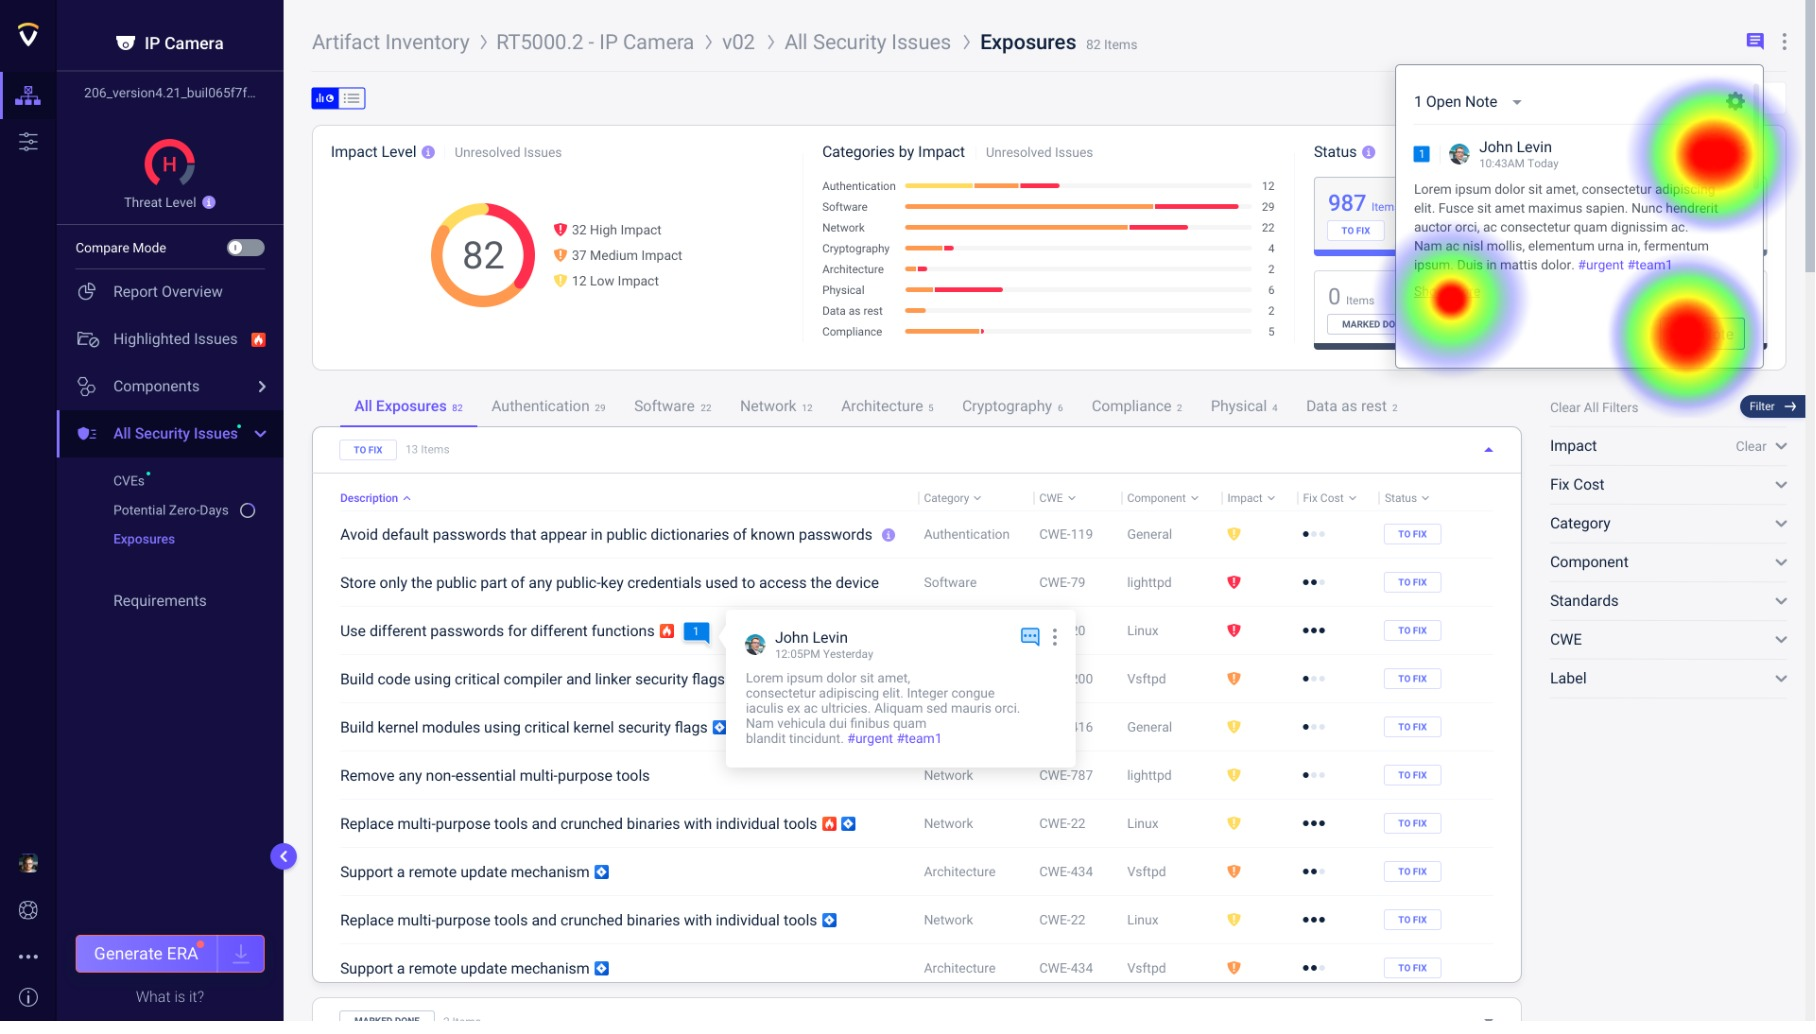 IP Camera
206_version4.21_buil065f7f...
H
Threat Level
Compare Mode
Report Overview
Highlighted Issues
Components
All Security Issues
CVEs
Potential Zero-Days
Exposures
Requirements
Generate ERA
What is it?
Artifact Inventory RT5000.2 - IP Camera v02 All Security Issues Exposures 82 Items
Impact Level Unresolved Issues
82
32 High Impact
37 Medium Impact
12 Low Impact
Categories by Impact Unresolved Issues
Authentication 12
Software 29
Network 22
Cryptography 4
Architecture 2
Physical 6
Data as rest 2
Compliance 5
Status
987 Item
TO FIX
0 Items
MARKED DO
1 Open Note
1 John Levin
10:43AM Today
Lorem ipsum dolor sit amet, consectetur adipiscing
elit. Fusce sit amet maximus sapien. Nunc hendrerit
auctor orci, ac consectetur quam dignissim ac.
Nam ac nisl mollis, elementum urna in, fermentum
ipsum. Duis in mattis dolor. #urgent #team1
All Exposures 82 Authentication 29 Software 22 Network 12 Architecture 5 Cryptography 6 Compliance 2 Physical 4 Data as rest 2
TO FIX 13 Items
Description Category CWE Component Impact Fix Cost Status
Avoid default passwords that appear in public dictionaries of known passwords Authentication CWE-119 General TO FIX
Store only the public part of any public-key credentials used to access the device Software CWE-79 lighttpd TO FIX
Use different passwords for different functions 1 20 Linux TO FIX
Build code using critical compiler and linker security flags 200 Vsftpd TO FIX
Build kernel modules using critical kernel security flags 416 General TO FIX
Remove any non-essential multi-purpose tools Network CWE-787 lighttpd TO FIX
Replace multi-purpose tools and crunched binaries with individual tools Network CWE-22 Linux TO FIX
Support a remote update mechanism Architecture CWE-434 Vsftpd TO FIX
Replace multi-purpose tools and crunched binaries with individual tools Network CWE-22 Linux TO FIX
Support a remote update mechanism Architecture CWE-434 Vsftpd TO FIX
John Levin
12:05PM Yesterday
Lorem ipsum dolor sit amet,
consectetur adipiscing elit. Integer congue
iaculis ex ac ultricies. Aliquam sed mauris orci.
Nam vehicula dui finibus quam
blandit tincidunt. #urgent #team1
MARKED DONE
Clear All Filters Filter
Impact Clear
Fix Cost
Category
Component
Standards
CWE
Label